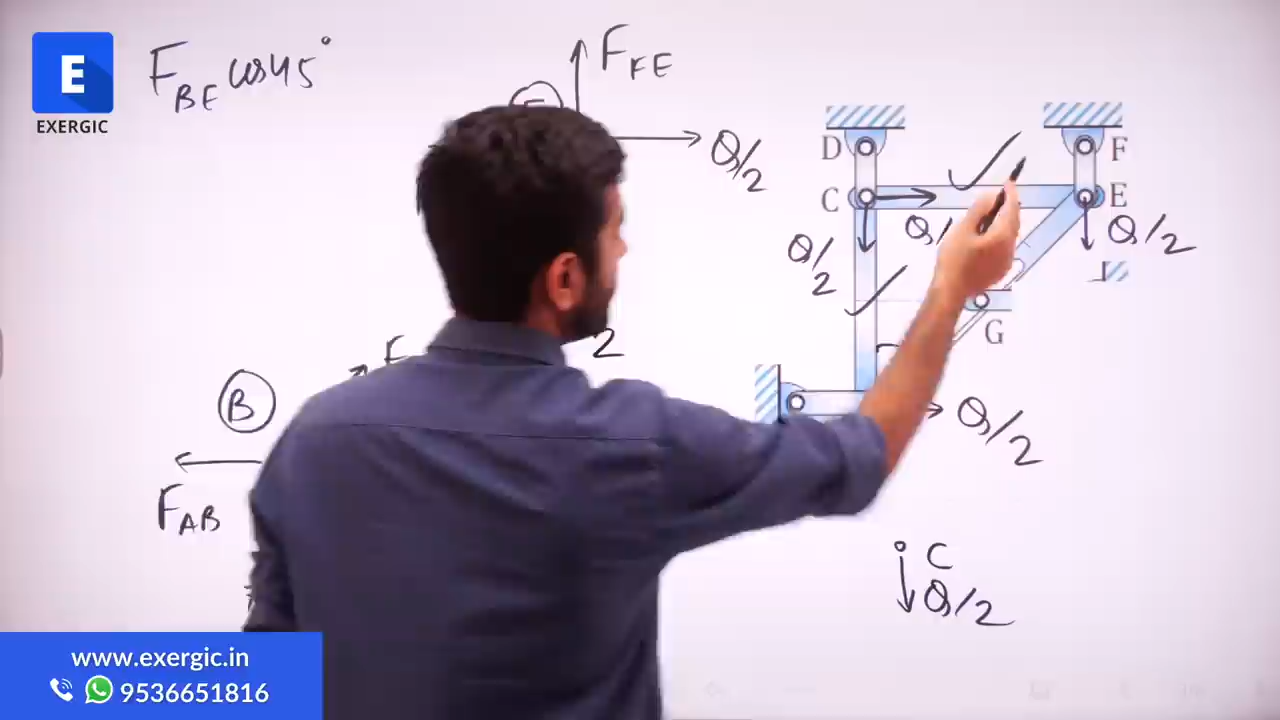 E
EXERGIC
F_BE cos45°
F_FE
Q/2
D
F
C
E
Q/
Q/2
Q/2
G
2
F
B
F_AB
Q/2
C
Q/2
www.exergic.in
9536651816